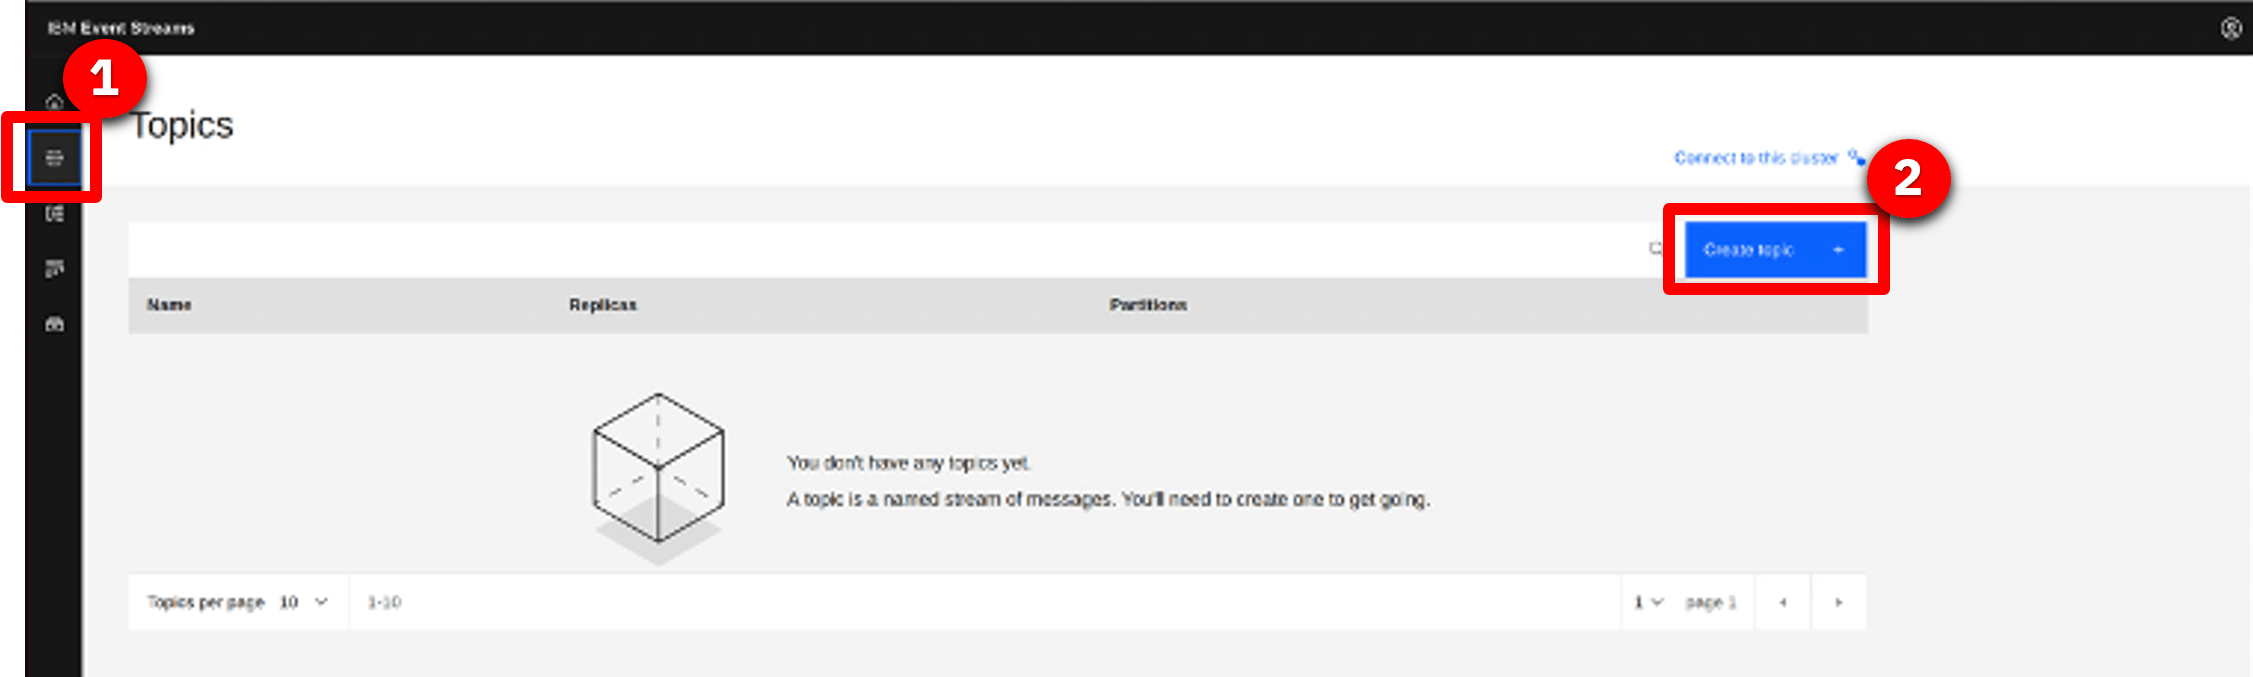 IBM Event Streams
1
Topics
Connect to this cluster
2
Create topic +
Name Replicas Partitions
You don't have any topics yet.
A topic is a named stream of messages. You'll need to create one to get going.
Topics per page 10 1-10 1 page 1